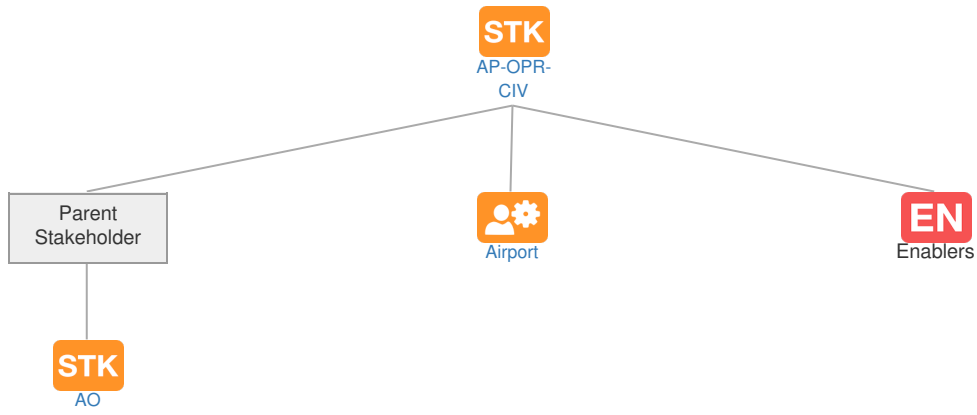 STK
AP-OPR-
CIV
Parent
Stakeholder
Airport
EN
Enablers
STK
AO